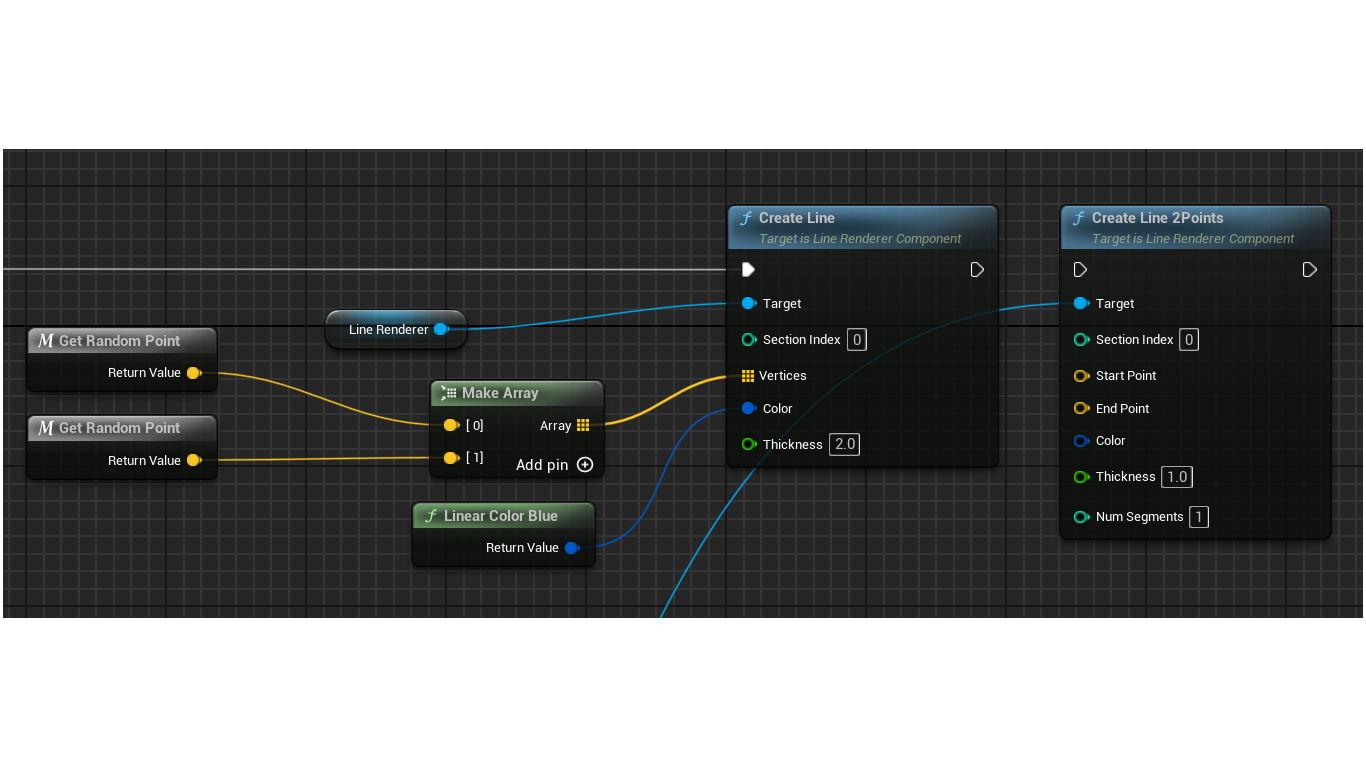 Create Line
Target is Line Renderer Component
Target
Section Index 0
Vertices
Color
Thickness 2.0
Create Line 2Points
Target is Line Renderer Component
Target
Section Index 0
Start Point
End Point
Color
Thickness 1.0
Num Segments 1
Line Renderer
M Get Random Point
Return Value
M Get Random Point
Return Value
Make Array
[ 0] Array
[ 1]
Add pin
f Linear Color Blue
Return Value